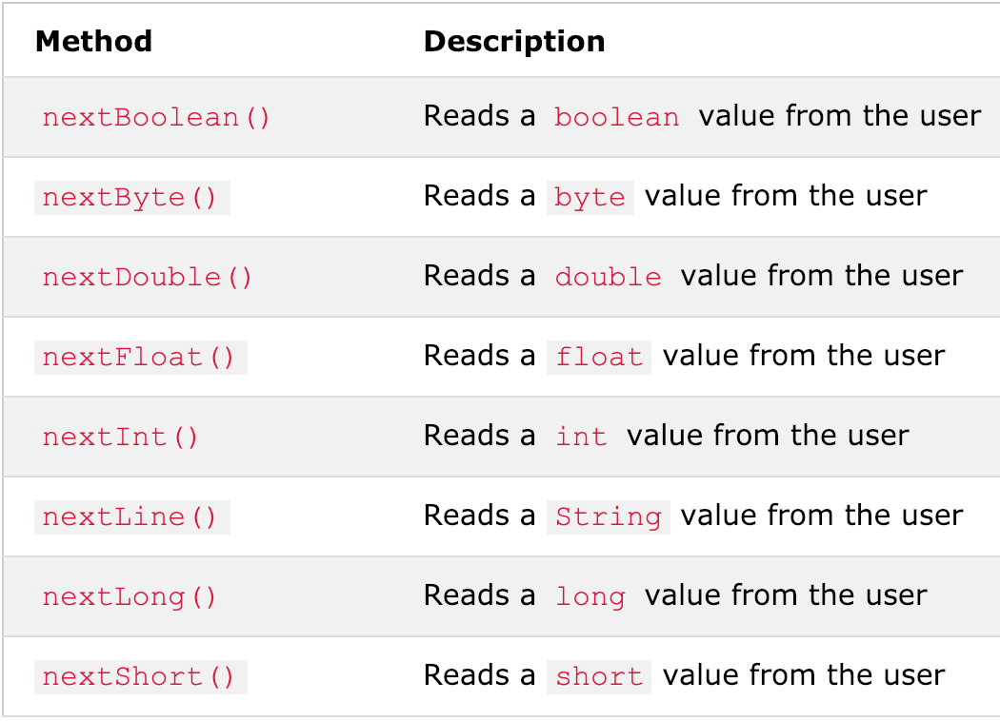 Method Description
nextBoolean() Reads a boolean value from the user
nextByte() Reads a byte value from the user
nextDouble() Reads a double value from the user
nextFloat() Reads a float value from the user
nextInt() Reads a int value from the user
nextLine() Reads a String value from the user
nextLong() Reads a long value from the user
nextShort() Reads a short value from the user